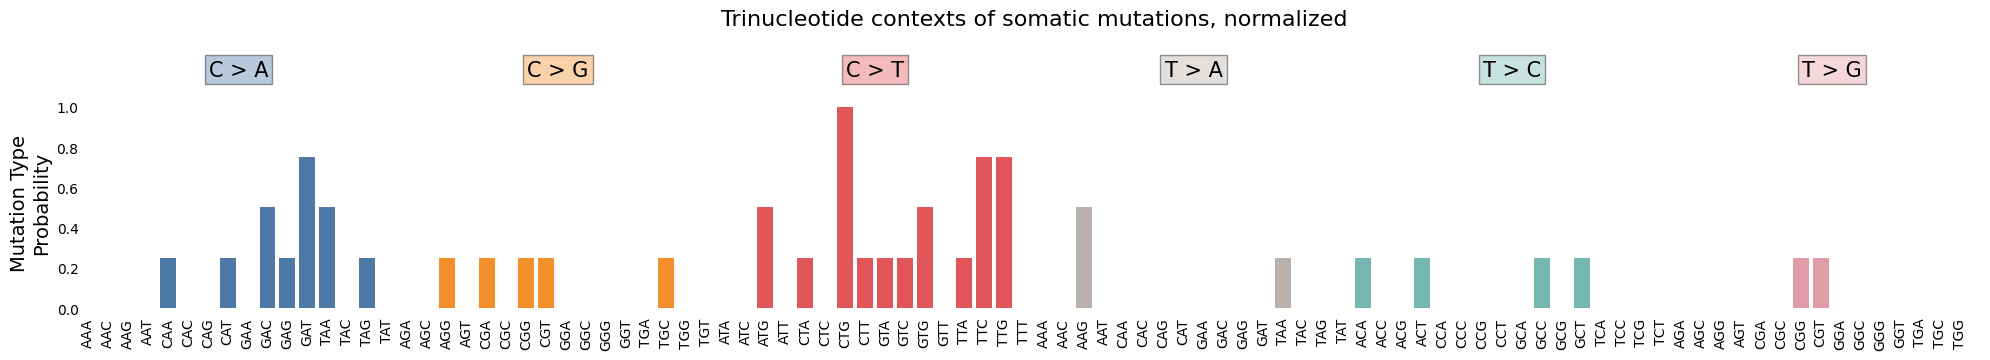 Trinucleotide contexts of somatic mutations, normalized
C > A C > G C > T T > A T > C T > G
Mutation Type
Probability
1.0
0.8
0.6
0.4
0.2
0.0
AAA AAC AAG AAT CAA CAC CAG CAT GAA GAC GAG GAT TAA TAC TAG TAT AGA AGC AGG AGT CGA CGC CGG CGT GGA GGC GGG GGT TGA TGC TGG TGT ATA ATC ATG ATT CTA CTC CTG CTT GTA GTC GTG GTT TTA TTC TTG TTT AAA AAC AAG AAT CAA CAC CAG CAT GAA GAC GAG GAT TAA TAC TAG TAT ACA ACC ACG ACT CCA CCC CCG CCT GCA GCC GCG GCT TCA TCC TCG TCT AGA AGC AGG AGT CGA CGC CGG CGT GGA GGC GGG GGT TGA TGC TGG